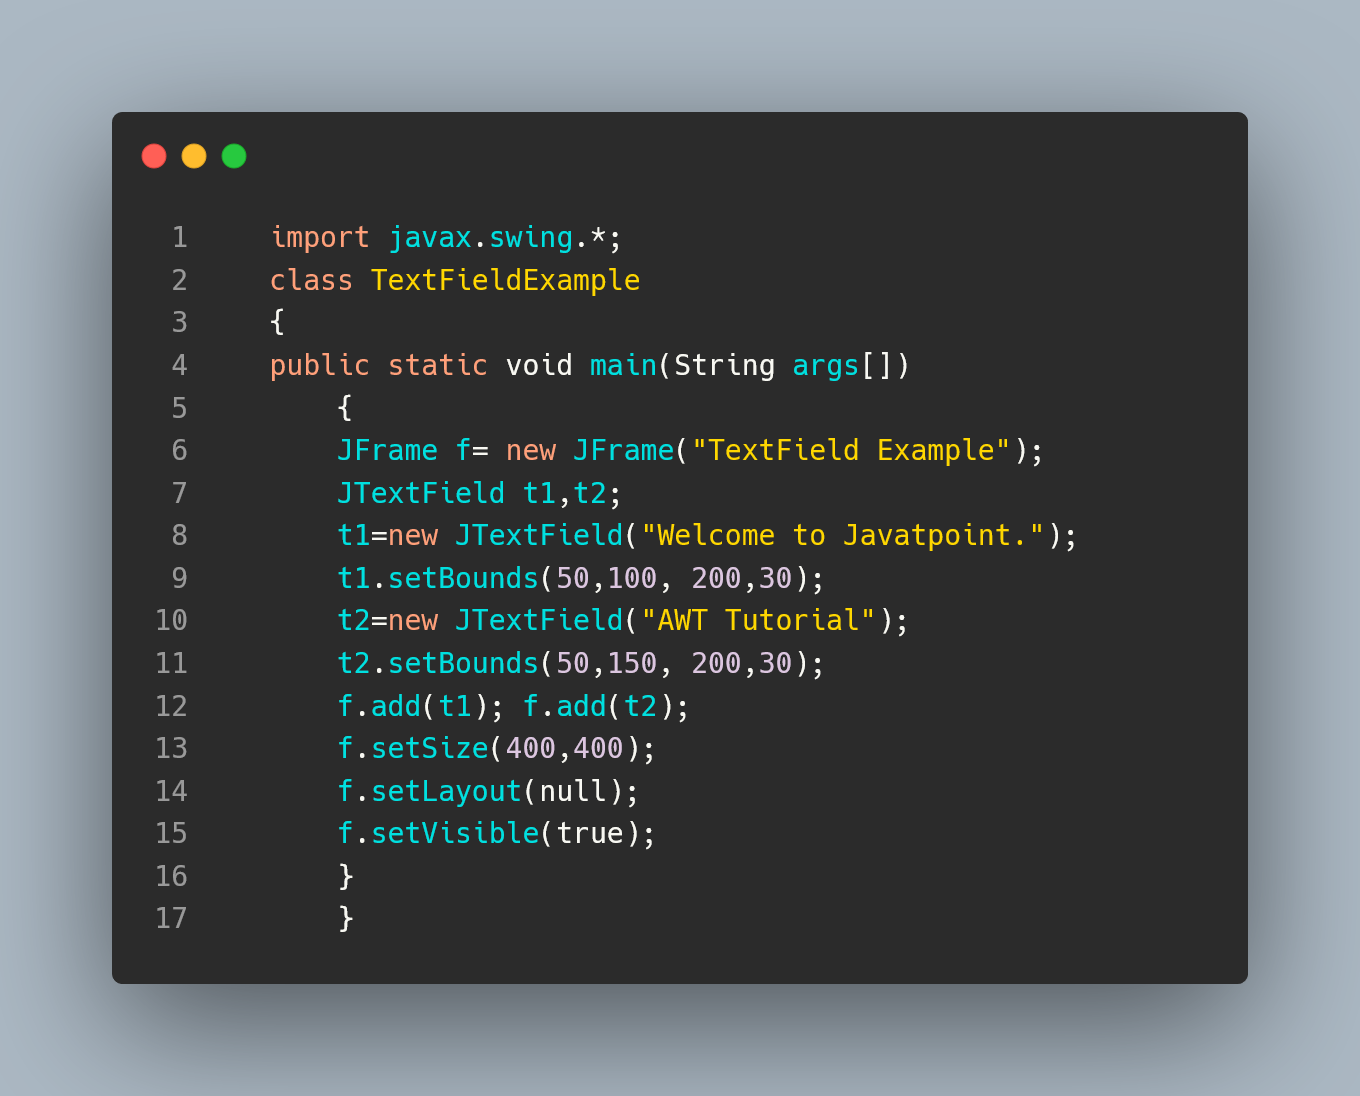 1 import javax.swing.*;
2 class TextFieldExample
3 {
4 public static void main(String args[])
5 {
6 JFrame f= new JFrame("TextField Example");
7 JTextField t1,t2;
8 t1=new JTextField("Welcome to Javatpoint.");
9 t1.setBounds(50,100, 200,30);
10 t2=new JTextField("AWT Tutorial");
11 t2.setBounds(50,150, 200,30);
12 f.add(t1); f.add(t2);
13 f.setSize(400,400);
14 f.setLayout(null);
15 f.setVisible(true);
16 }
17 }